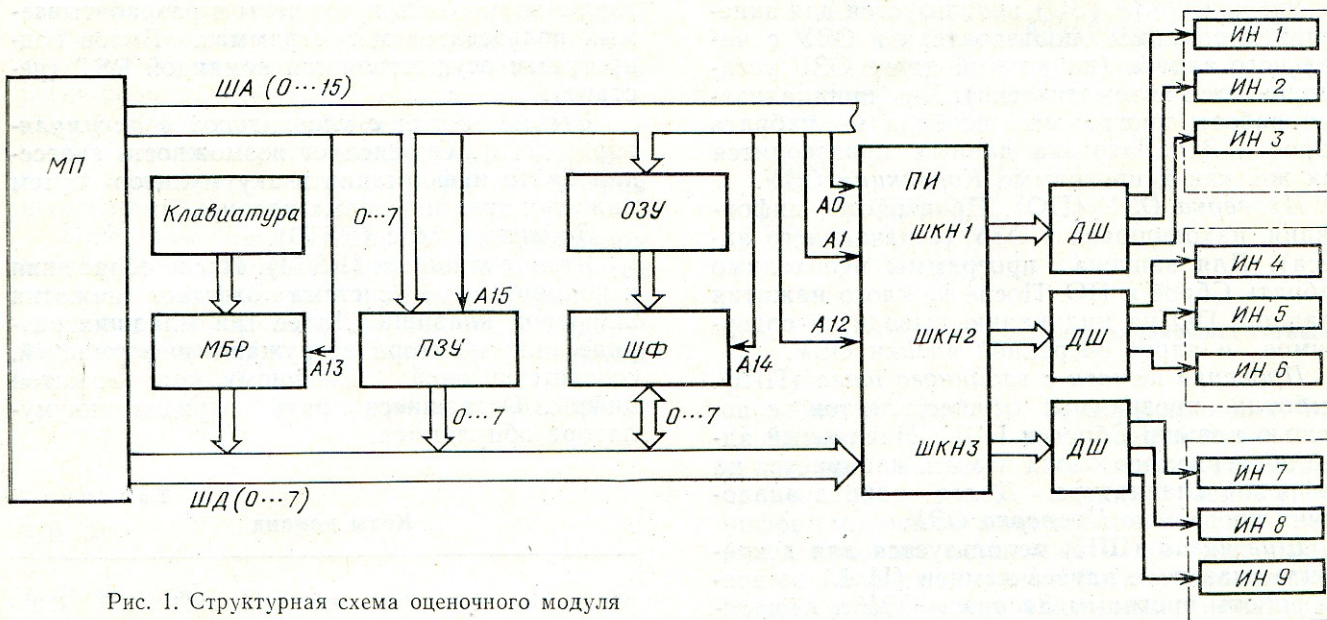 ША (0...15)
МП
Клавиатура
0...7
ОЗУ
A0
A1
ПИ
ШКН1
ДШ
ИН 1
ИН 2
ИН 3
МБР
A13
ПЗУ
A15
ШФ
A14
A12
ШКН2
ДШ
ИН 4
ИН 5
ИН 6
0...7
0...7
ШКН3
ДШ
ИН 7
ИН 8
ИН 9
ШД(0...7)
Рис. 1. Структурная схема оценочного модуля